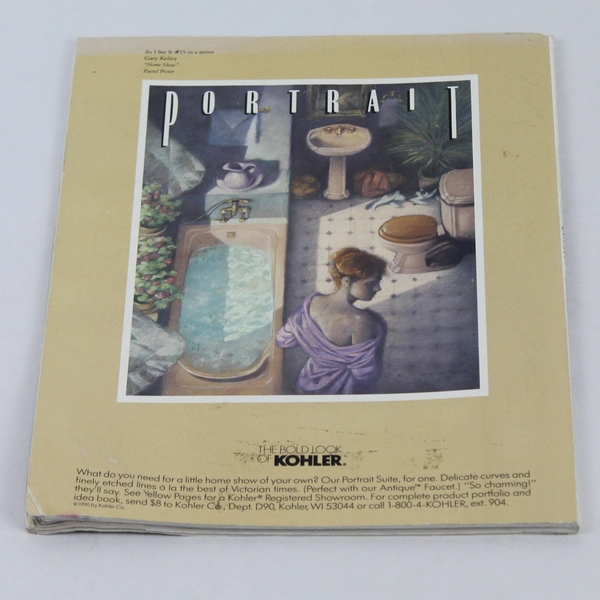 As I See It #15 in a series
Gary Kelley
"Home Show"
Pastel Poster
PORTRAIT
THE BOLD LOOK
OF KOHLER®
What do you need for a little home show of your own? Our Portrait Suite, for one. Delicate curves and
finely etched lines à la the best of Victorian times. (Perfect with our Antique™ Faucet.) "So charming!"
they'll say. See Yellow Pages for a Kohler® Registered Showroom. For complete product portfolio and
idea book, send $8 to Kohler Co., Dept. D90, Kohler, WI 53044 or call 1-800-4-KOHLER, ext. 904.
©1990 by Kohler Co.